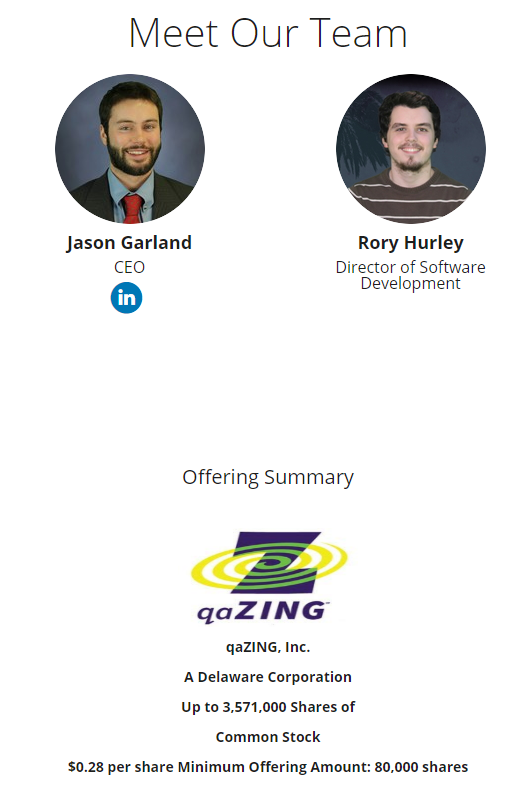 Meet Our Team
Jason Garland
CEO
in
Rory Hurley
Director of Software
Development
Offering Summary
qaZING™
qaZING, Inc.
A Delaware Corporation
Up to 3,571,000 Shares of
Common Stock
$0.28 per share Minimum Offering Amount: 80,000 shares